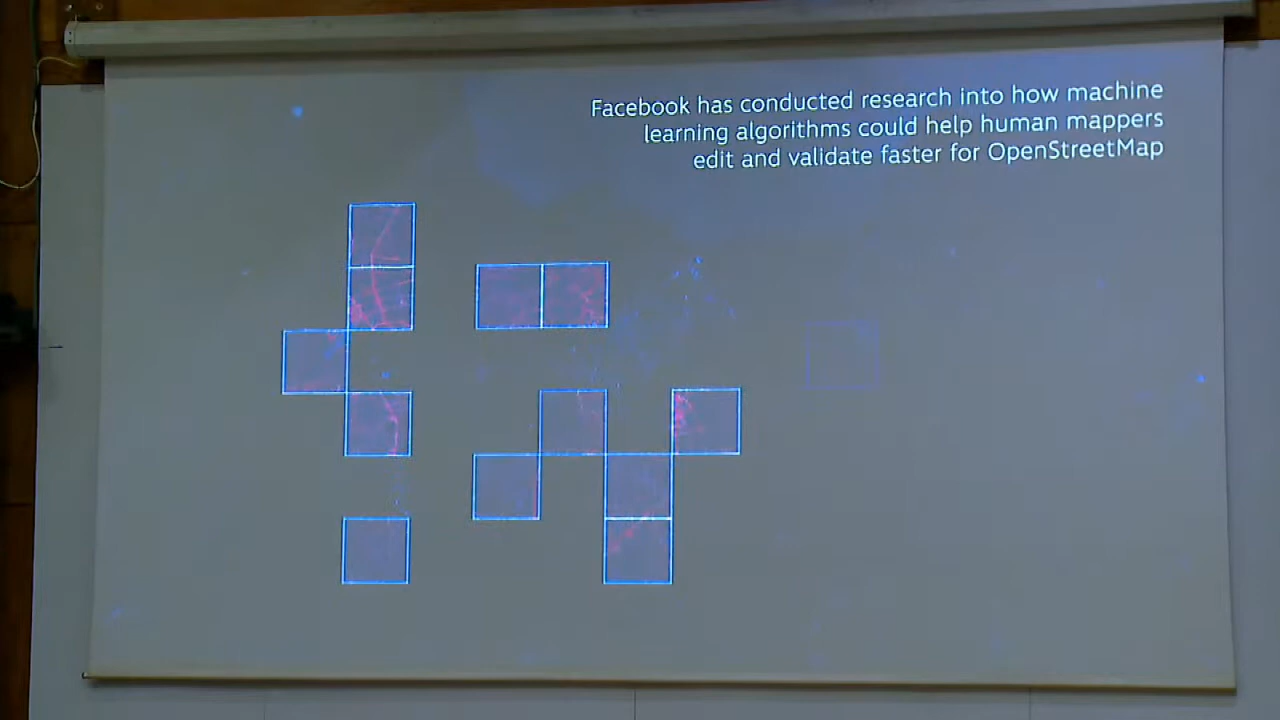 Facebook has conducted research into how machine
learning algorithms could help human mappers
edit and validate faster for OpenStreetMap